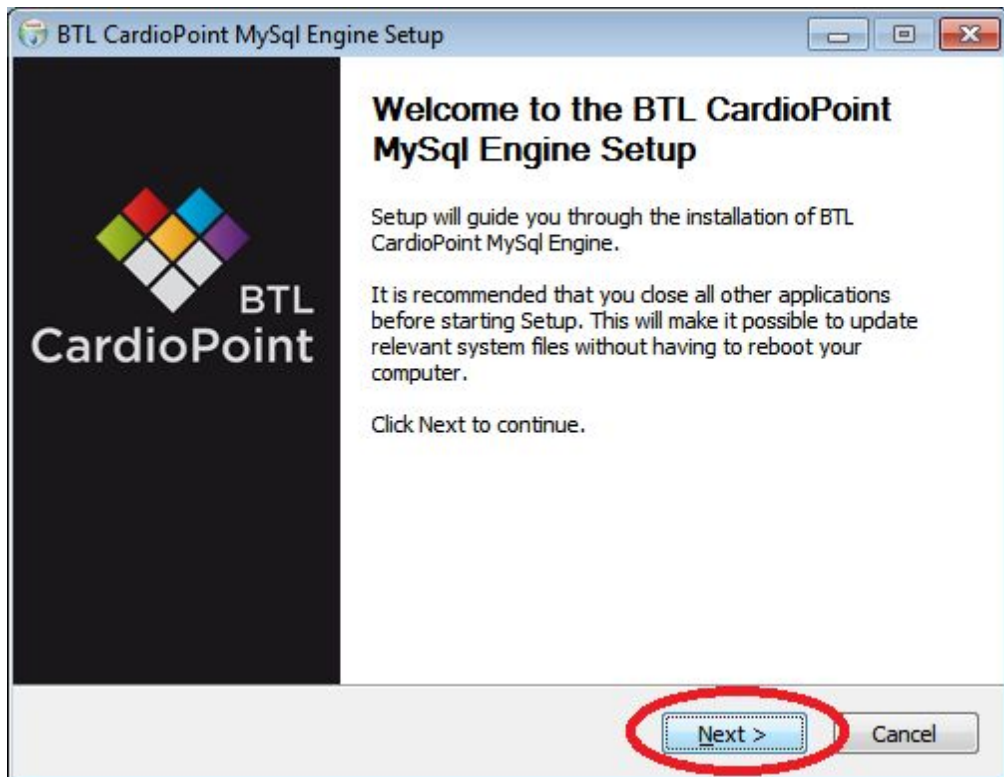 BTL CardioPoint MySql Engine Setup
Welcome to the BTL CardioPoint
MySql Engine Setup
Setup will guide you through the installation of BTL
CardioPoint MySql Engine.
It is recommended that you close all other applications
before starting Setup. This will make it possible to update
relevant system files without having to reboot your
computer.
Click Next to continue.
BTL
CardioPoint
Next >
Cancel